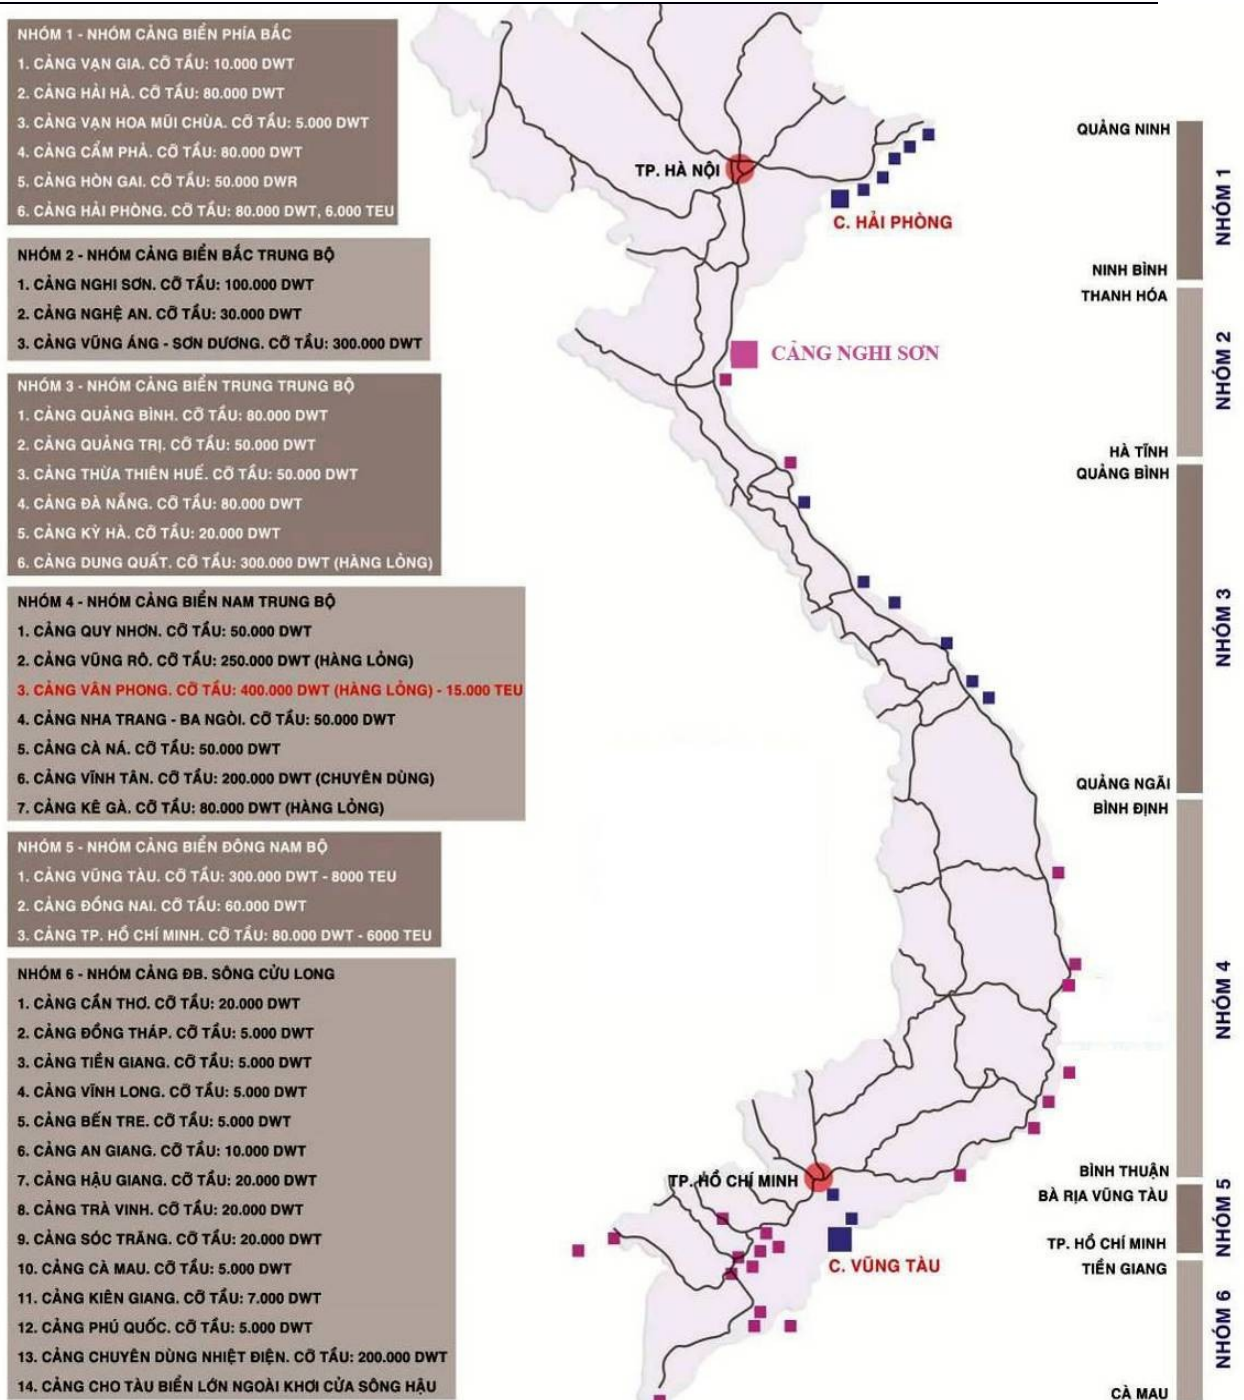 NHÓM 1 - NHÓM CẢNG BIỂN PHÍA BẮC
1. CẢNG VẠN GIA. CỠ TẦU: 10.000 DWT
2. CẢNG HẢI HÀ. CỠ TẦU: 80.000 DWT
3. CẢNG VẠN HOA MŨI CHÙA. CỠ TẦU: 5.000 DWT
4. CẢNG CẨM PHẢ. CỠ TẦU: 80.000 DWT
5. CẢNG HÒN GAI. CỠ TẦU: 50.000 DWR
6. CẢNG HẢI PHÒNG. CỠ TẦU: 80.000 DWT, 6.000 TEU
NHÓM 2 - NHÓM CẢNG BIỂN BẮC TRUNG BỘ
1. CẢNG NGHI SƠN. CỠ TẦU: 100.000 DWT
2. CẢNG NGHỆ AN. CỠ TẦU: 30.000 DWT
3. CẢNG VŨNG ÁNG - SƠN DƯƠNG. CỠ TẦU: 300.000 DWT
NHÓM 3 - NHÓM CẢNG BIỂN TRUNG TRUNG BỘ
1. CẢNG QUẢNG BÌNH. CỠ TẦU: 80.000 DWT
2. CẢNG QUẢNG TRỊ. CỠ TẦU: 50.000 DWT
3. CẢNG THỪA THIÊN HUẾ. CỠ TẦU: 50.000 DWT
4. CẢNG ĐÀ NẴNG. CỠ TẦU: 80.000 DWT
5. CẢNG KỲ HÀ. CỠ TẦU: 20.000 DWT
6. CẢNG DUNG QUẤT. CỠ TẦU: 300.000 DWT (HÀNG LỎNG)
NHÓM 4 - NHÓM CẢNG BIỂN NAM TRUNG BỘ
1. CẢNG QUY NHƠN. CỠ TẦU: 50.000 DWT
2. CẢNG VŨNG RÔ. CỠ TẦU: 250.000 DWT (HÀNG LỎNG)
3. CẢNG VÂN PHONG. CỠ TẦU: 400.000 DWT (HÀNG LỎNG) - 15.000 TEU
4. CẢNG NHA TRANG - BA NGÒI. CỠ TẦU: 50.000 DWT
5. CẢNG CÀ NÁ. CỠ TẦU: 50.000 DWT
6. CẢNG VĨNH TÂN. CỠ TẦU: 200.000 DWT (CHUYÊN DÙNG)
7. CẢNG KÊ GÀ. CỠ TẦU: 80.000 DWT (HÀNG LỎNG)
NHÓM 5 - NHÓM CẢNG BIỂN ĐÔNG NAM BỘ
1. CẢNG VŨNG TÀU. CỠ TẦU: 300.000 DWT - 8000 TEU
2. CẢNG ĐỒNG NAI. CỠ TẦU: 60.000 DWT
3. CẢNG TP. HỒ CHÍ MINH. CỠ TẦU: 80.000 DWT - 6000 TEU
NHÓM 6 - NHÓM CẢNG ĐB. SÔNG CỬU LONG
1. CẢNG CẦN THƠ. CỠ TẦU: 20.000 DWT
2. CẢNG ĐỒNG THÁP. CỠ TẦU: 5.000 DWT
3. CẢNG TIỀN GIANG. CỠ TẦU: 5.000 DWT
4. CẢNG VĨNH LONG. CỠ TẦU: 5.000 DWT
5. CẢNG BẾN TRE. CỠ TẦU: 5.000 DWT
6. CẢNG AN GIANG. CỠ TẦU: 10.000 DWT
7. CẢNG HẬU GIANG. CỠ TẦU: 20.000 DWT
8. CẢNG TRÀ VINH. CỠ TẦU: 20.000 DWT
9. CẢNG SÓC TRĂNG. CỠ TẦU: 20.000 DWT
10. CẢNG CÀ MAU. CỠ TẦU: 5.000 DWT
11. CẢNG KIÊN GIANG. CỠ TẦU: 7.000 DWT
12. CẢNG PHÚ QUỐC. CỠ TẦU: 5.000 DWT
13. CẢNG CHUYÊN DÙNG NHIỆT ĐIỆN. CỠ TẦU: 200.000 DWT
14. CẢNG CHO TÀU BIỂN LỚN NGOÀI KHƠI CỬA SÔNG HẬU
TP. HÀ NỘI
C. HẢI PHÒNG
CẢNG NGHI SƠN
TP. HỒ CHÍ MINH
C. VŨNG TÀU
QUẢNG NINH
NINH BÌNH
NHÓM 1
THANH HÓA
HÀ TĨNH
NHÓM 2
QUẢNG BÌNH
QUẢNG NGÃI
NHÓM 3
BÌNH ĐỊNH
BÌNH THUẬN
NHÓM 4
BÀ RỊA VŨNG TÀU
TP. HỒ CHÍ MINH
NHÓM 5
TIỀN GIANG
CÀ MAU
NHÓM 6